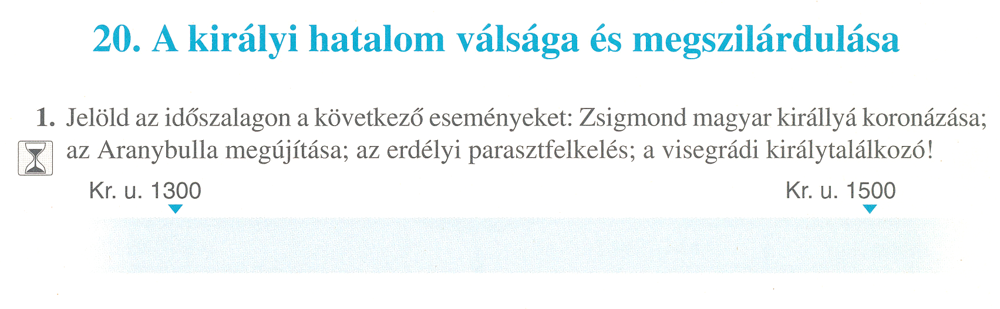 20. A királyi hatalom válsága és megszilárdulása
1. Jelöld az időszalagon a következő eseményeket: Zsigmond magyar királlyá koronázása;
az Aranybulla megújítása; az erdélyi parasztfelkelés; a visegrádi királytalálkozó!
Kr. u. 1300 Kr. u. 1500